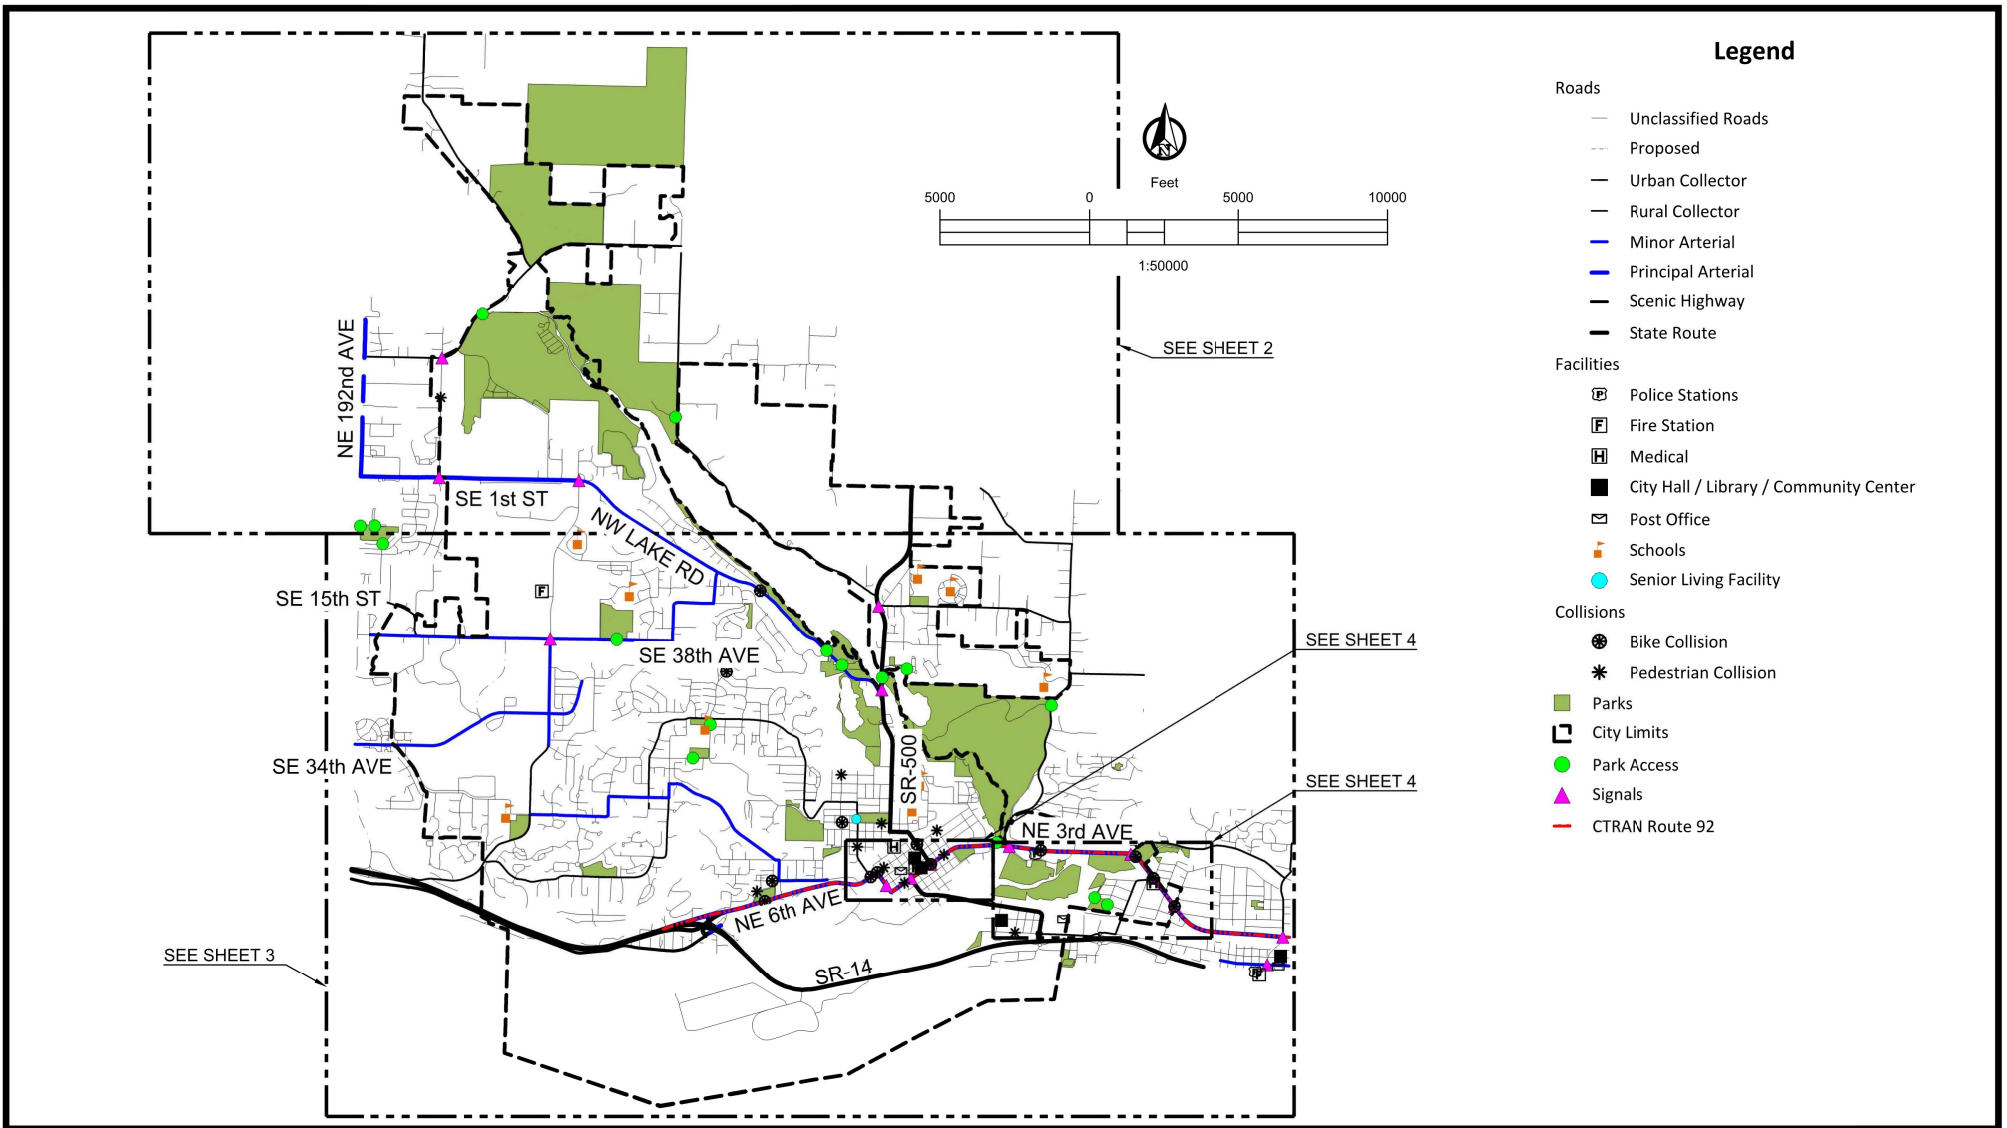 Legend
Roads
Unclassified Roads
Proposed
Urban Collector
Rural Collector
Minor Arterial
Principal Arterial
Scenic Highway
State Route
Facilities
P Police Stations
F Fire Station
H Medical
City Hall / Library / Community Center
Post Office
Schools
Senior Living Facility
Collisions
Bike Collision
Pedestrian Collision
Parks
City Limits
Park Access
Signals
CTRAN Route 92
N
Feet
5000 0 5000 10000
1:50000
SEE SHEET 2
NE 192nd AVE
SE 1st ST
NW LAKE RD
SE 15th ST
F
SE 38th AVE
SEE SHEET 4
SE 34th AVE
SR-500
SEE SHEET 4
NE 3rd AVE
H
H
NE 6th AVE
SEE SHEET 3
SR-14
P
F